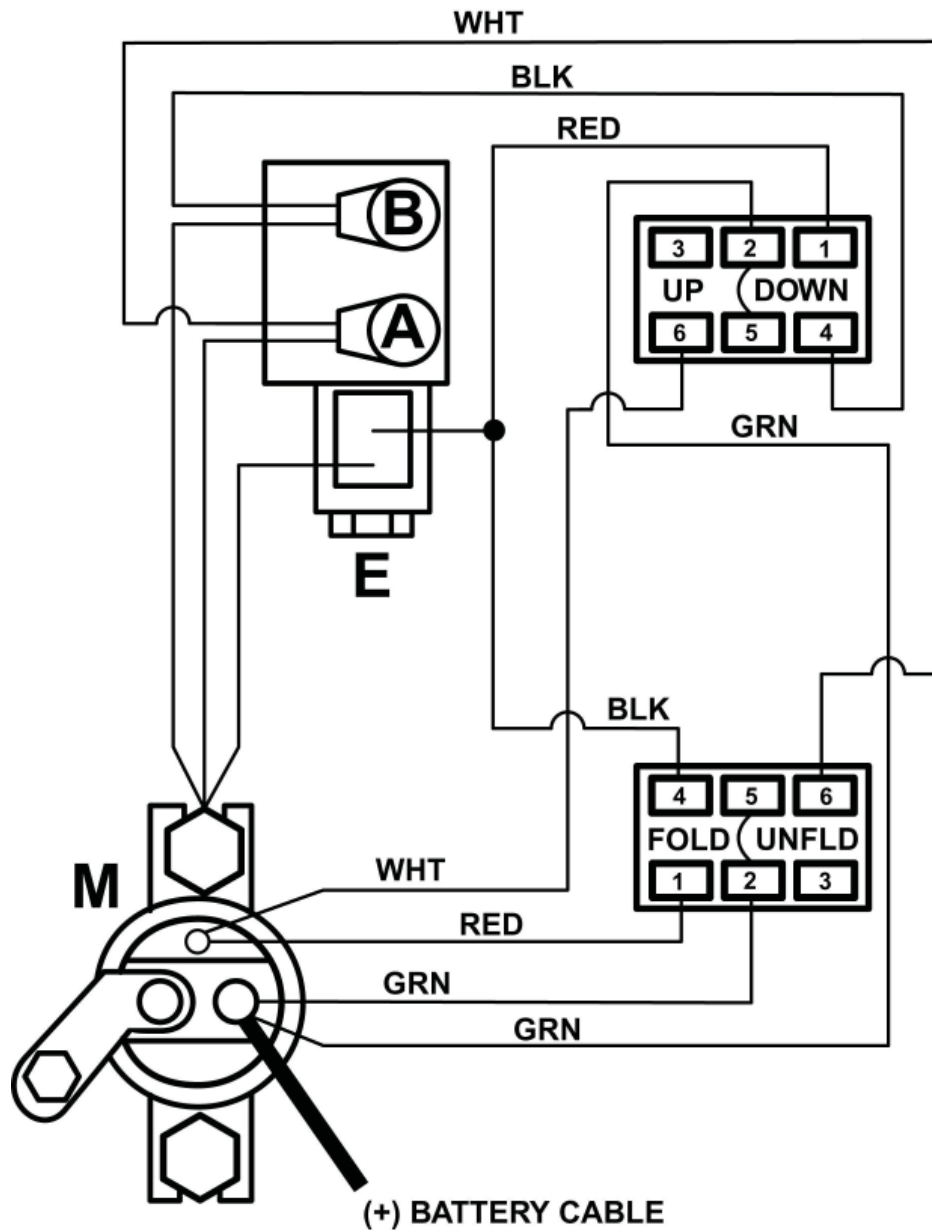 WHT
BLK
RED
B
3 2 1
UP DOWN
A
6 5 4
GRN
E
BLK
4 5 6
FOLD UNFLD
M
WHT
1 2 3
RED
GRN
GRN
(+) BATTERY CABLE